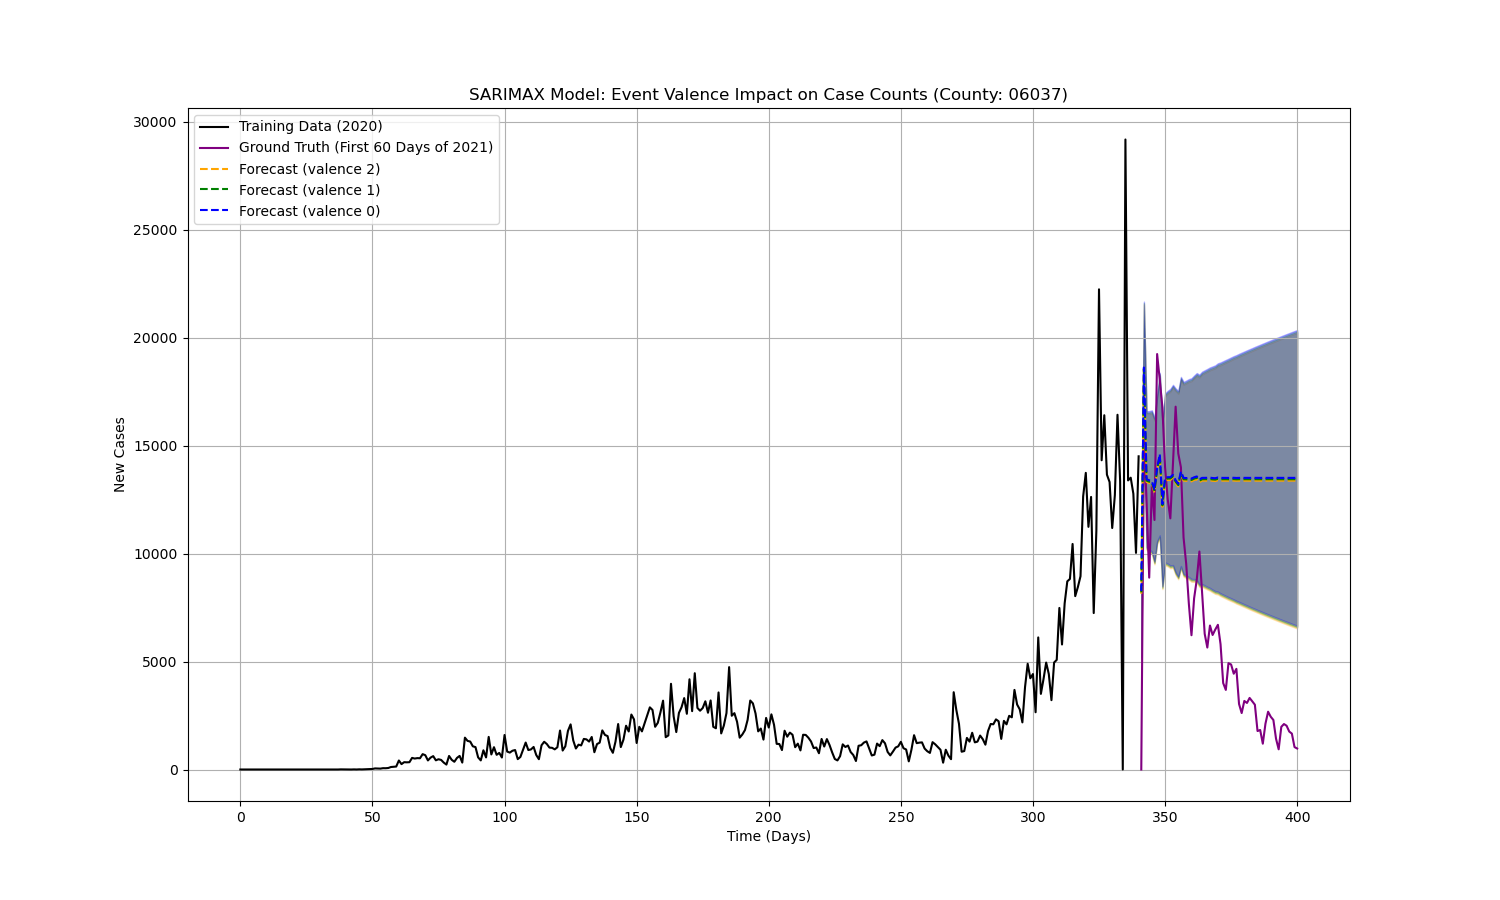 SARIMAX Model: Event Valence Impact on Case Counts (County: 06037)
Training Data (2020)
Ground Truth (First 60 Days of 2021)
Forecast (valence 2)
Forecast (valence 1)
Forecast (valence 0)
New Cases
30000
25000
20000
15000
10000
5000
0
0 50 100 150 200 250 300 350 400
Time (Days)